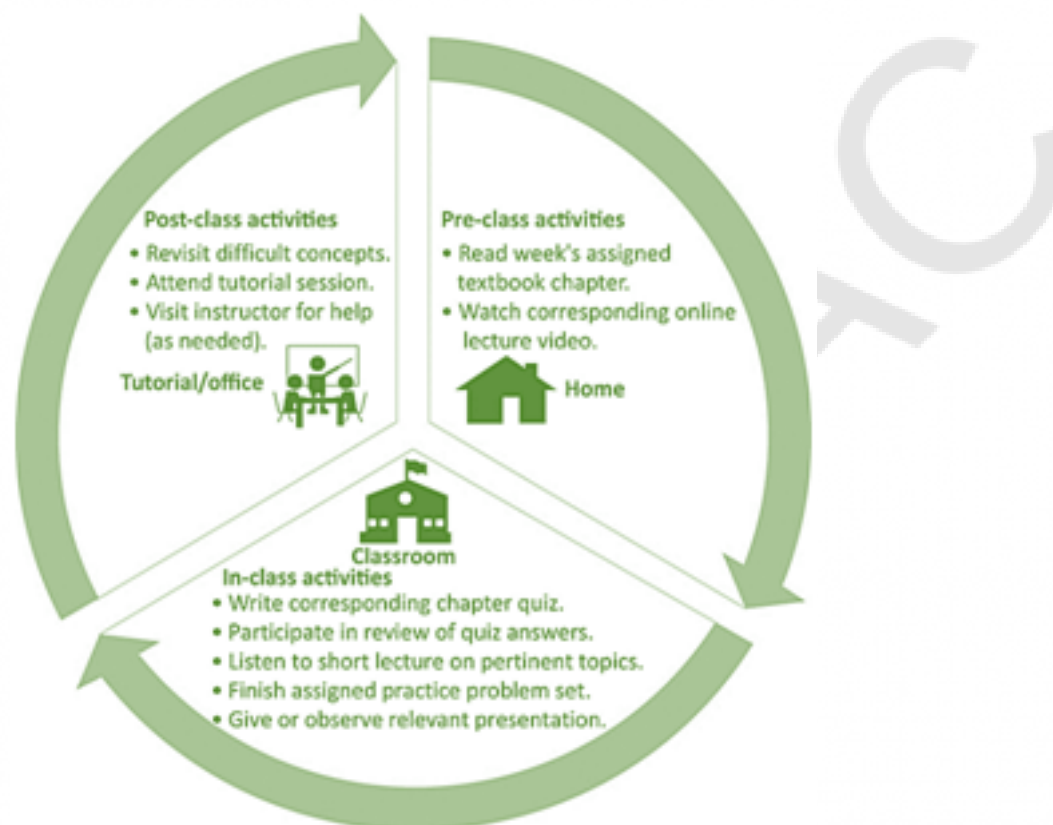 Post-class activities
• Revisit difficult concepts.
• Attend tutorial session.
• Visit instructor for help
(as needed).
Tutorial/office
Pre-class activities
• Read week's assigned
textbook chapter.
• Watch corresponding online
lecture video.
Home
Classroom
In-class activities
• Write corresponding chapter quiz.
• Participate in review of quiz answers.
• Listen to short lecture on pertinent topics.
• Finish assigned practice problem set.
• Give or observe relevant presentation.